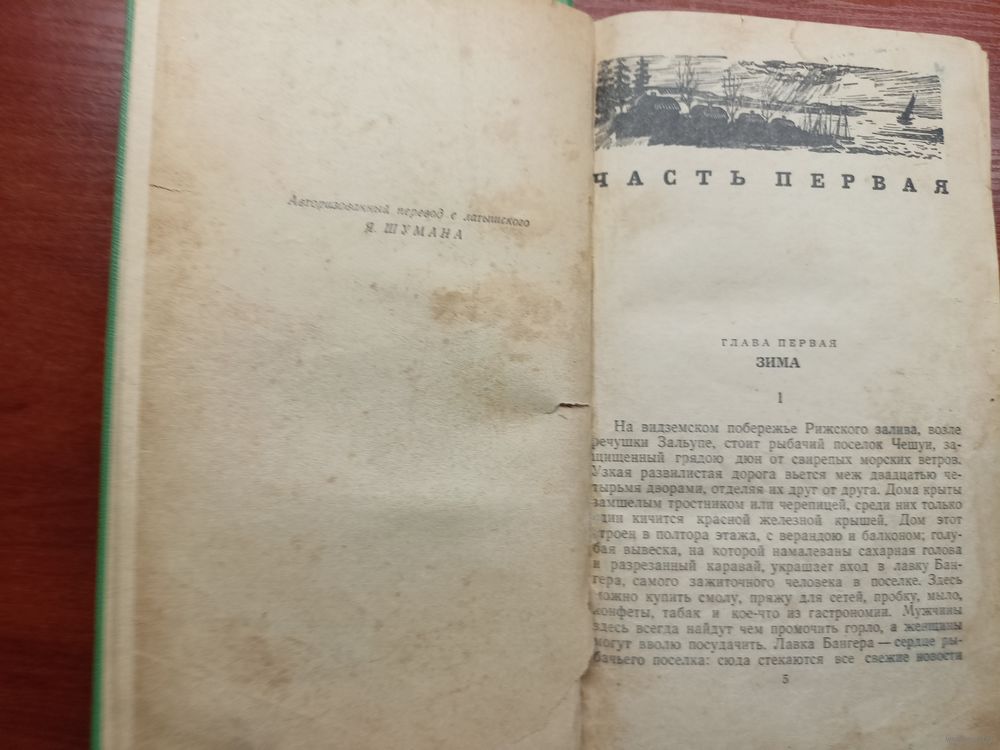 Авторизованный перевод с латышского
Я. ШУМАНА
ЧАСТЬ ПЕРВАЯ
ГЛАВА ПЕРВАЯ
ЗИМА
1
На видземском побережье Рижского залива, возле
речушки Зальупе, стоит рыбачий поселок Чешуи, за-
щищенный грядою дюн от свирепых морских ветров.
Узкая развилистая дорога вьется меж двадцатью че-
тырьмя дворами, отделяя их друг от друга. Дома крыты
замшелым тростником или черепицей, среди них только
один кичится красной железной крышей. Дом этот
строен в полтора этажа, с верандою и балконом; голу-
бая вывеска, на которой намалеваны сахарная голова
и разрезанный каравай, украшает вход в лавку Бан-
гера, самого зажиточного человека в поселке. Здесь
можно купить смолу, пряжу для сетей, пробку, мыло,
конфеты, табак и кое-что из гастрономии. Мужчины
здесь всегда найдут чем промочить горло, а женщины
могут вволю посудачить. Лавка Бангера — сердце ры-
бачьего поселка: сюда стекаются все свежие новости
5